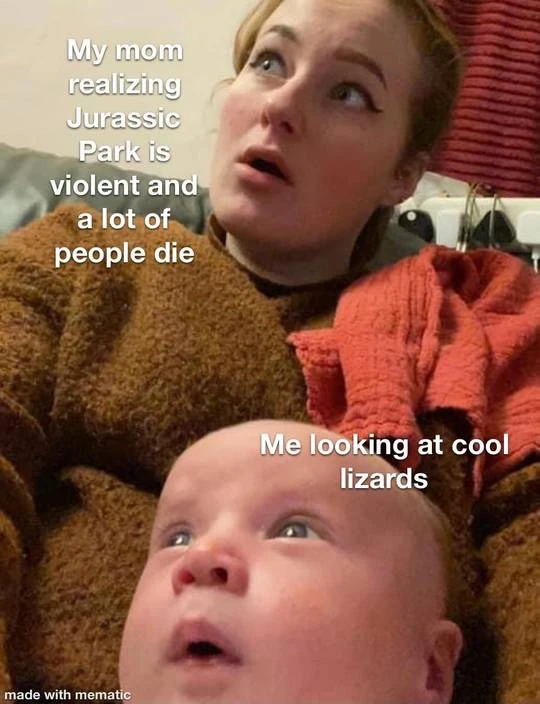 My mom
realizing
Jurassic
Park is
violent and
a lot of
people die
Me looking at cool
lizards
made with mematic